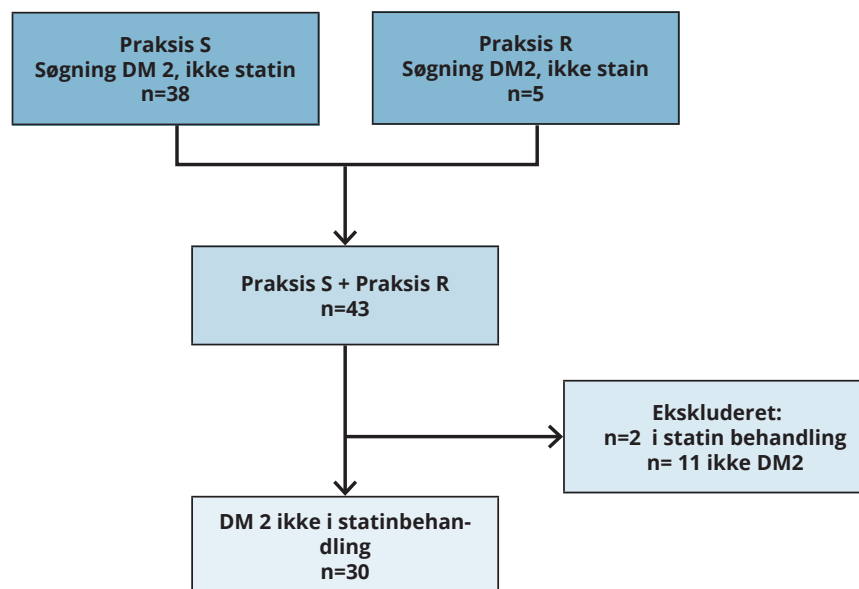 Praksis S
Søgning DM 2, ikke statin
n=38
Praksis R
Søgning DM2, ikke stain
n=5
Praksis S + Praksis R
n=43
Ekskluderet:
n=2 i statin behandling
n= 11 ikke DM2
DM 2 ikke i statinbehan-
dling
n=30